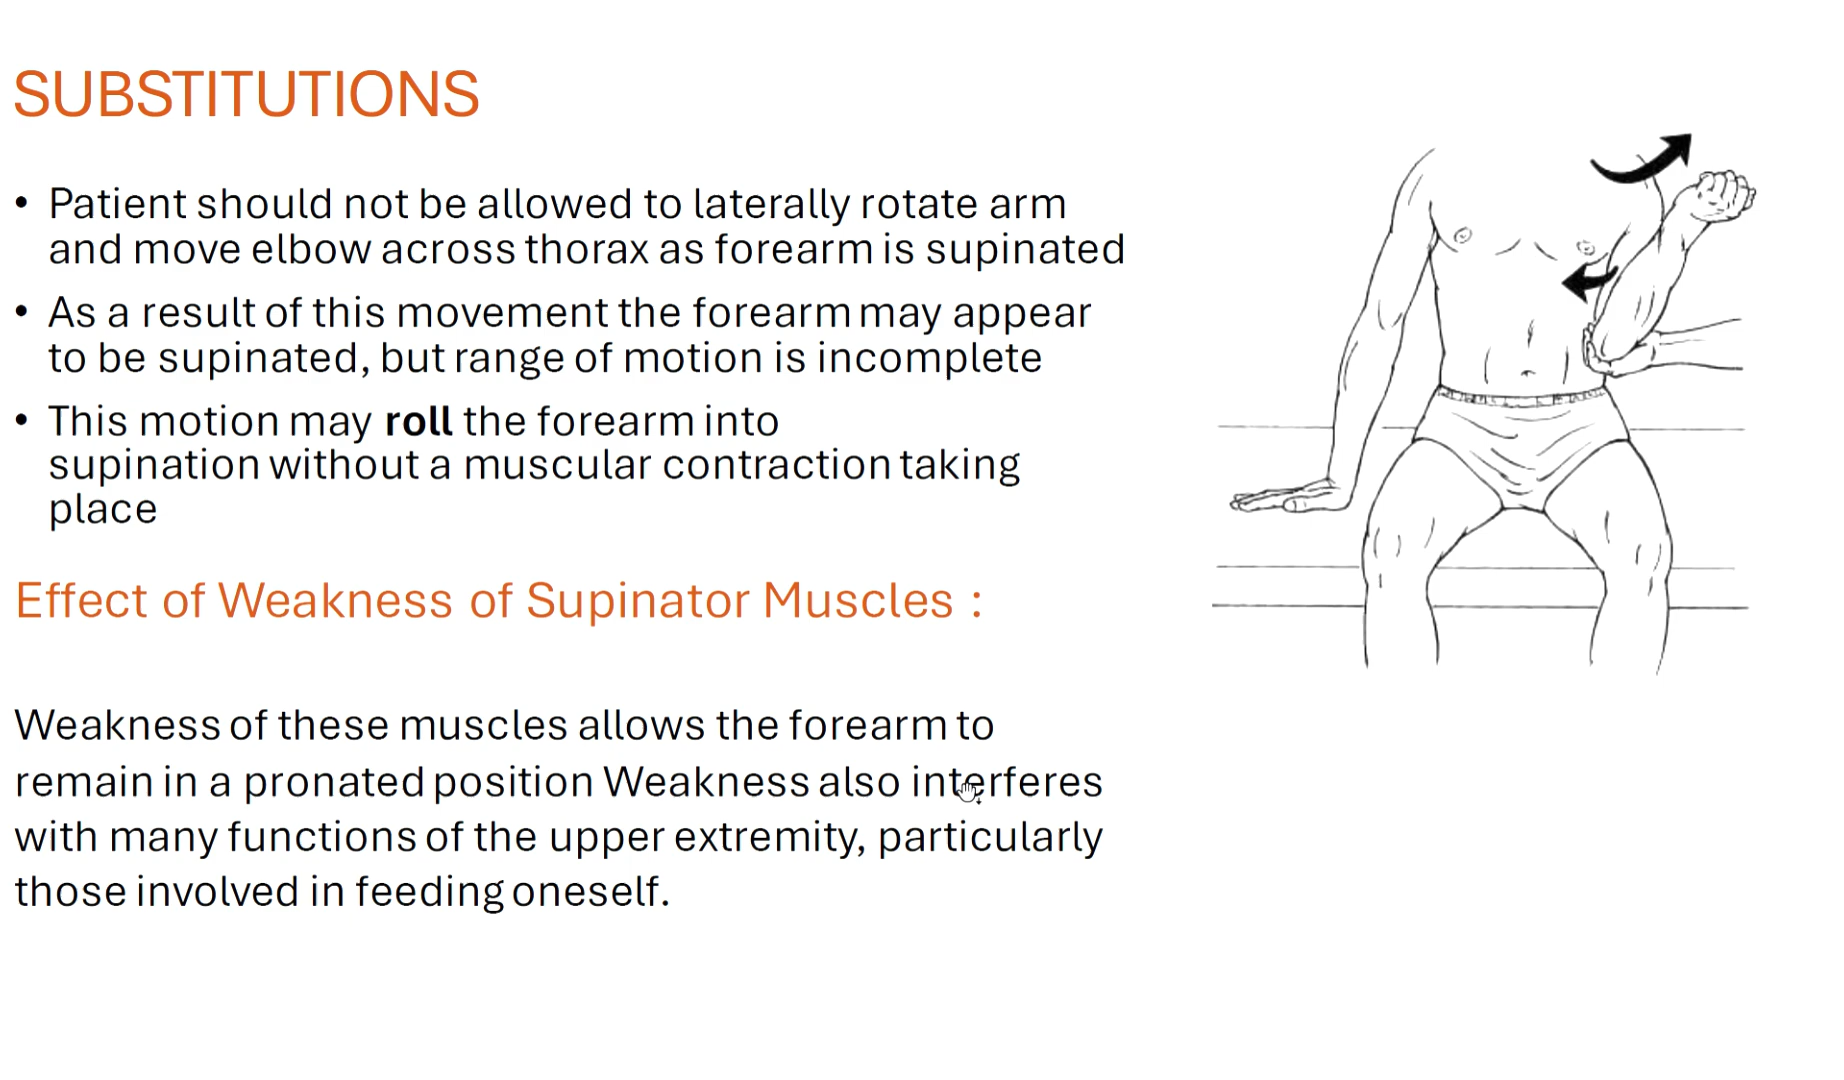 SUBSTITUTIONS
• Patient should not be allowed to laterally rotate arm
and move elbow across thorax as forearm is supinated
• As a result of this movement the forearm may appear
to be supinated, but range of motion is incomplete
• This motion may roll the forearm into
supination without a muscular contraction taking
place
Effect of Weakness of Supinator Muscles :
Weakness of these muscles allows the forearm to
remain in a pronated position Weakness also interferes
with many functions of the upper extremity, particularly
those involved in feeding oneself.